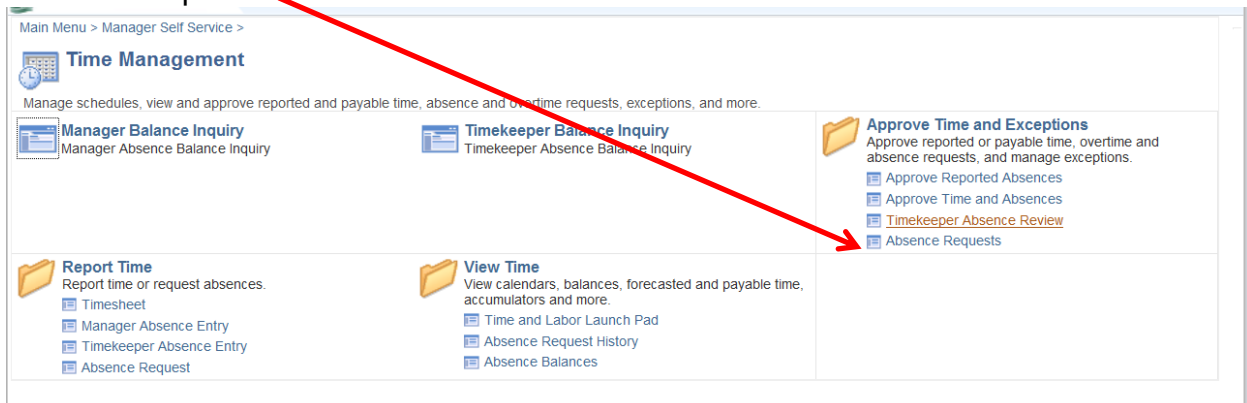 Main Menu > Manager Self Service >
Time Management
Manage schedules, view and approve reported and payable time, absence and overtime requests, exceptions, and more.
Manager Balance Inquiry
Manager Absence Balance Inquiry
Timekeeper Balance Inquiry
Timekeeper Absence Balance Inquiry
Approve Time and Exceptions
Approve reported or payable time, overtime and
absence requests, and manage exceptions.
Approve Reported Absences
Approve Time and Absences
Timekeeper Absence Review
Absence Requests
Report Time
Report time or request absences.
Timesheet
Manager Absence Entry
Timekeeper Absence Entry
Absence Request
View Time
View calendars, balances, forecasted and payable time,
accumulators and more.
Time and Labor Launch Pad
Absence Request History
Absence Balances